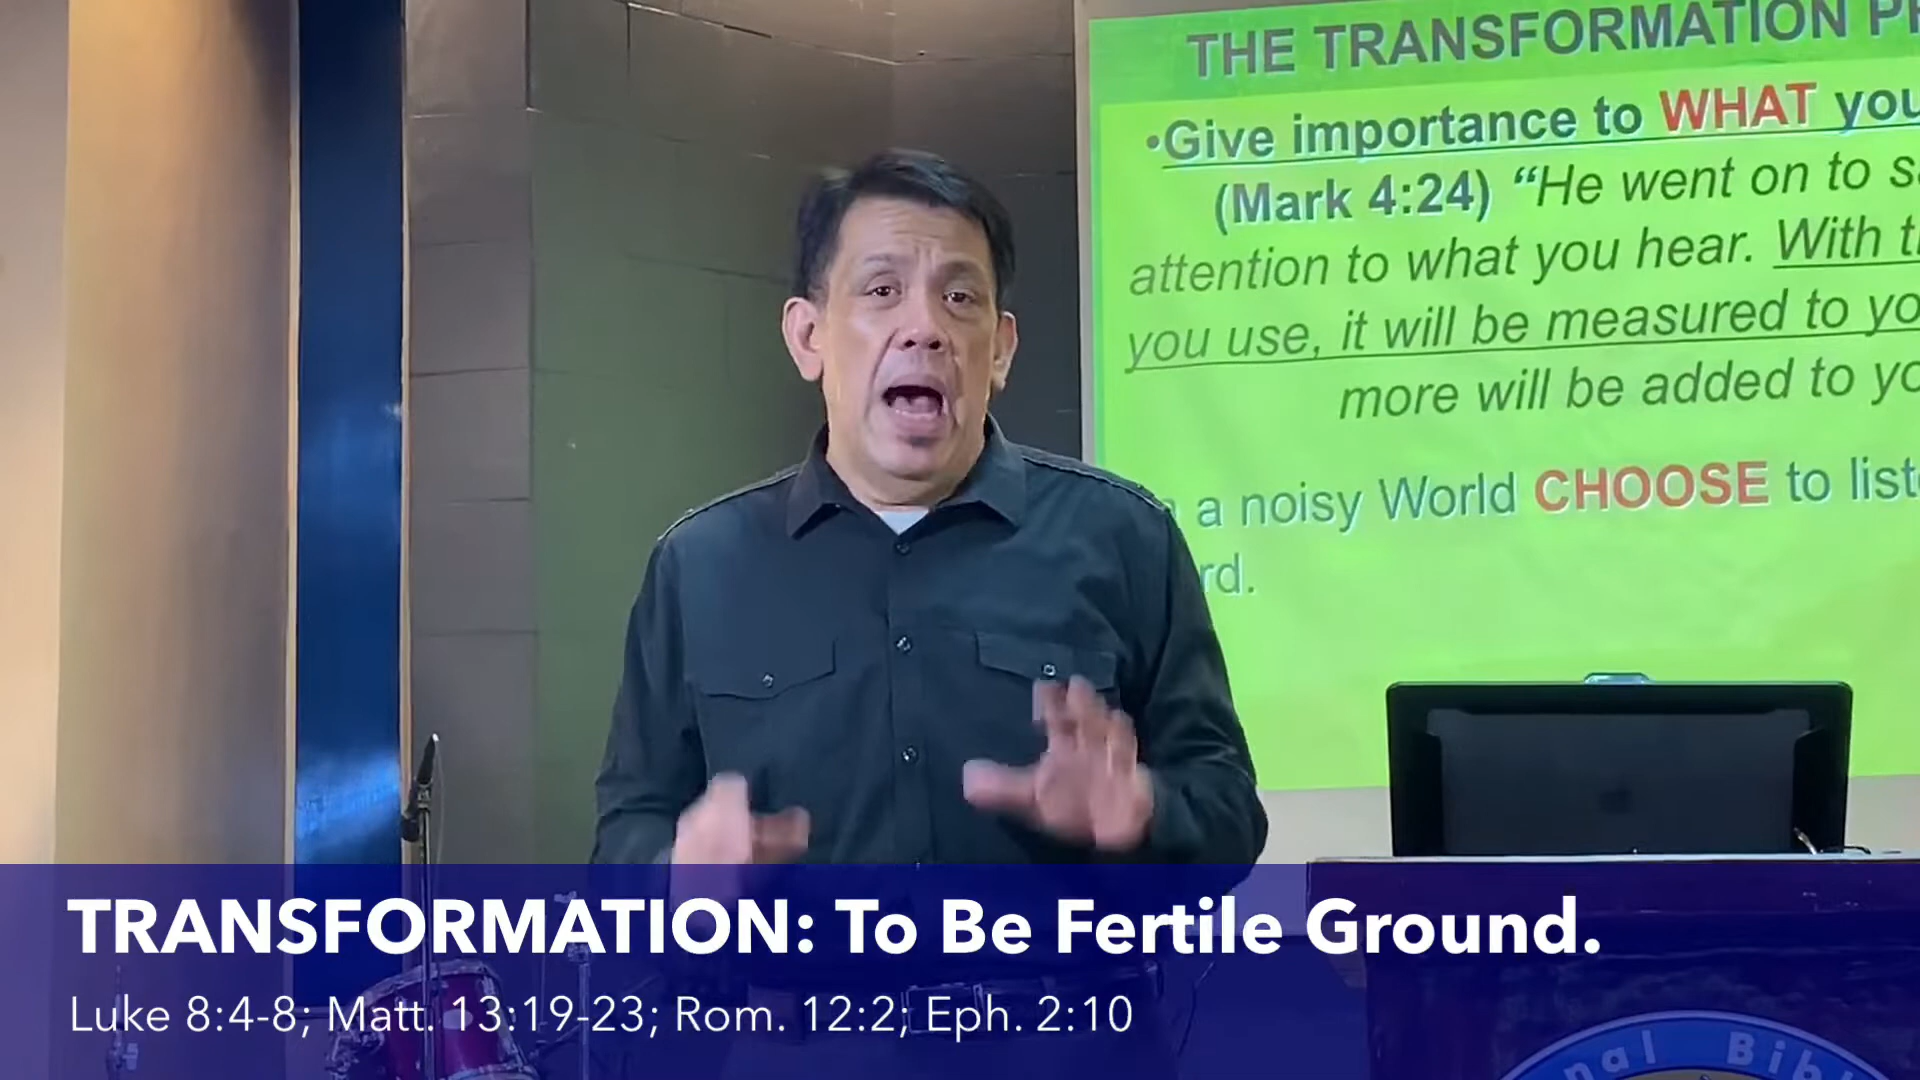 THE TRANSFORMATION
•Give importance to WHAT you
(Mark 4:24) “He went on to
attention to what you hear. With
you use, it will be measured to
more will be added to
a noisy World CHOOSE to
TRANSFORMATION: To Be Fertile Ground.
Luke 8:4-8; Matt. 13:19-23; Rom. 12:2; Eph. 2:10